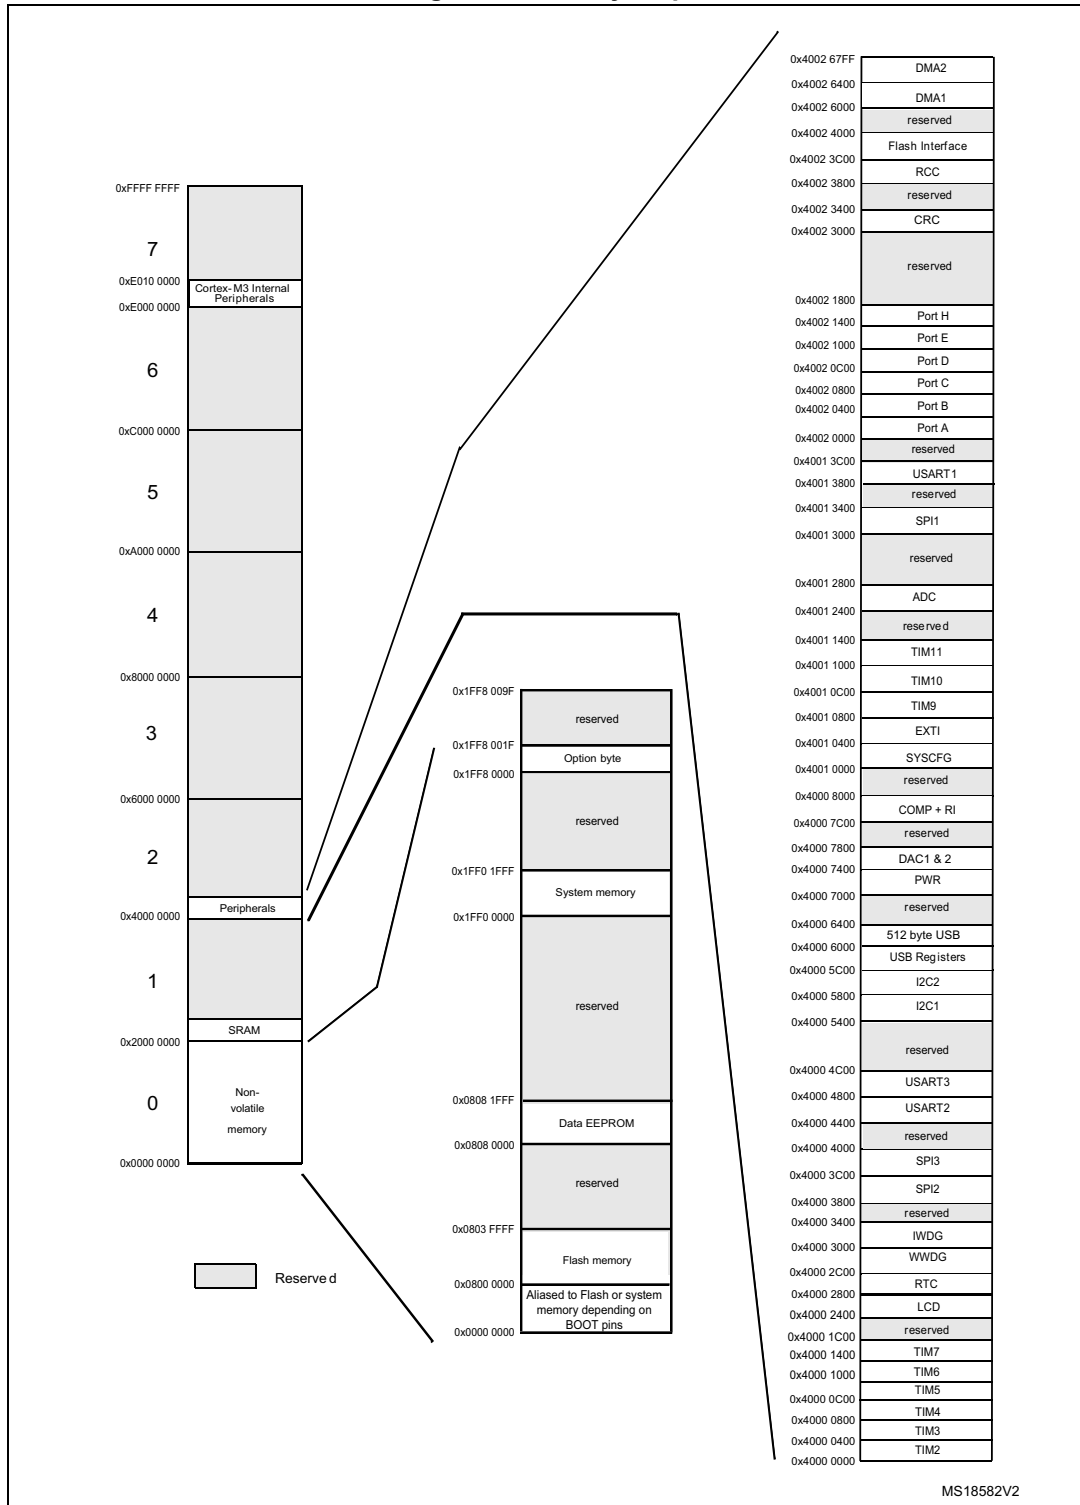 0xFFFF FFFF
7
0xE010 0000
Cortex-M3 Internal
Peripherals
0xE000 0000
6
0xC000 0000
5
0xA000 0000
4
0x8000 0000
3
0x6000 0000
2
Peripherals
0x4000 0000
1
SRAM
0x2000 0000
0
Non-
volatile
memory
0x0000 0000
Reserved
0x1FF8 009F
reserved
0x1FF8 001F
Option byte
0x1FF8 0000
reserved
0x1FF0 1FFF
System memory
0x1FF0 0000
reserved
0x0808 1FFF
Data EEPROM
0x0808 0000
reserved
0x0803 FFFF
Flash memory
0x0800 0000
Aliased to Flash or system
memory depending on
BOOT pins
0x0000 0000
0x4002 67FF
DMA2
0x4002 6400
DMA1
0x4002 6000
reserved
0x4002 4000
Flash Interface
0x4002 3C00
RCC
0x4002 3800
reserved
0x4002 3400
CRC
0x4002 3000
reserved
0x4002 1800
Port H
0x4002 1400
Port E
0x4002 1000
Port D
0x4002 0C00
Port C
0x4002 0800
Port B
0x4002 0400
Port A
0x4002 0000
reserved
0x4001 3C00
USART1
0x4001 3800
reserved
0x4001 3400
SPI1
0x4001 3000
reserved
0x4001 2800
ADC
0x4001 2400
reserved
0x4001 1400
TIM11
0x4001 1000
TIM10
0x4001 0C00
TIM9
0x4001 0800
EXTI
0x4001 0400
SYSCFG
0x4001 0000
reserved
0x4000 8000
COMP + RI
0x4000 7C00
reserved
0x4000 7800
DAC1 & 2
0x4000 7400
PWR
0x4000 7000
reserved
0x4000 6400
512 byte USB
0x4000 6000
USB Registers
0x4000 5C00
I2C2
0x4000 5800
I2C1
0x4000 5400
reserved
0x4000 4C00
USART3
0x4000 4800
USART2
0x4000 4400
reserved
0x4000 4000
SPI3
0x4000 3C00
SPI2
0x4000 3800
reserved
0x4000 3400
IWDG
0x4000 3000
WWDG
0x4000 2C00
RTC
0x4000 2800
LCD
0x4000 2400
reserved
0x4000 1C00
TIM7
0x4000 1400
TIM6
0x4000 1000
TIM5
0x4000 0C00
TIM4
0x4000 0800
TIM3
0x4000 0400
TIM2
0x4000 0000
MS18582V2